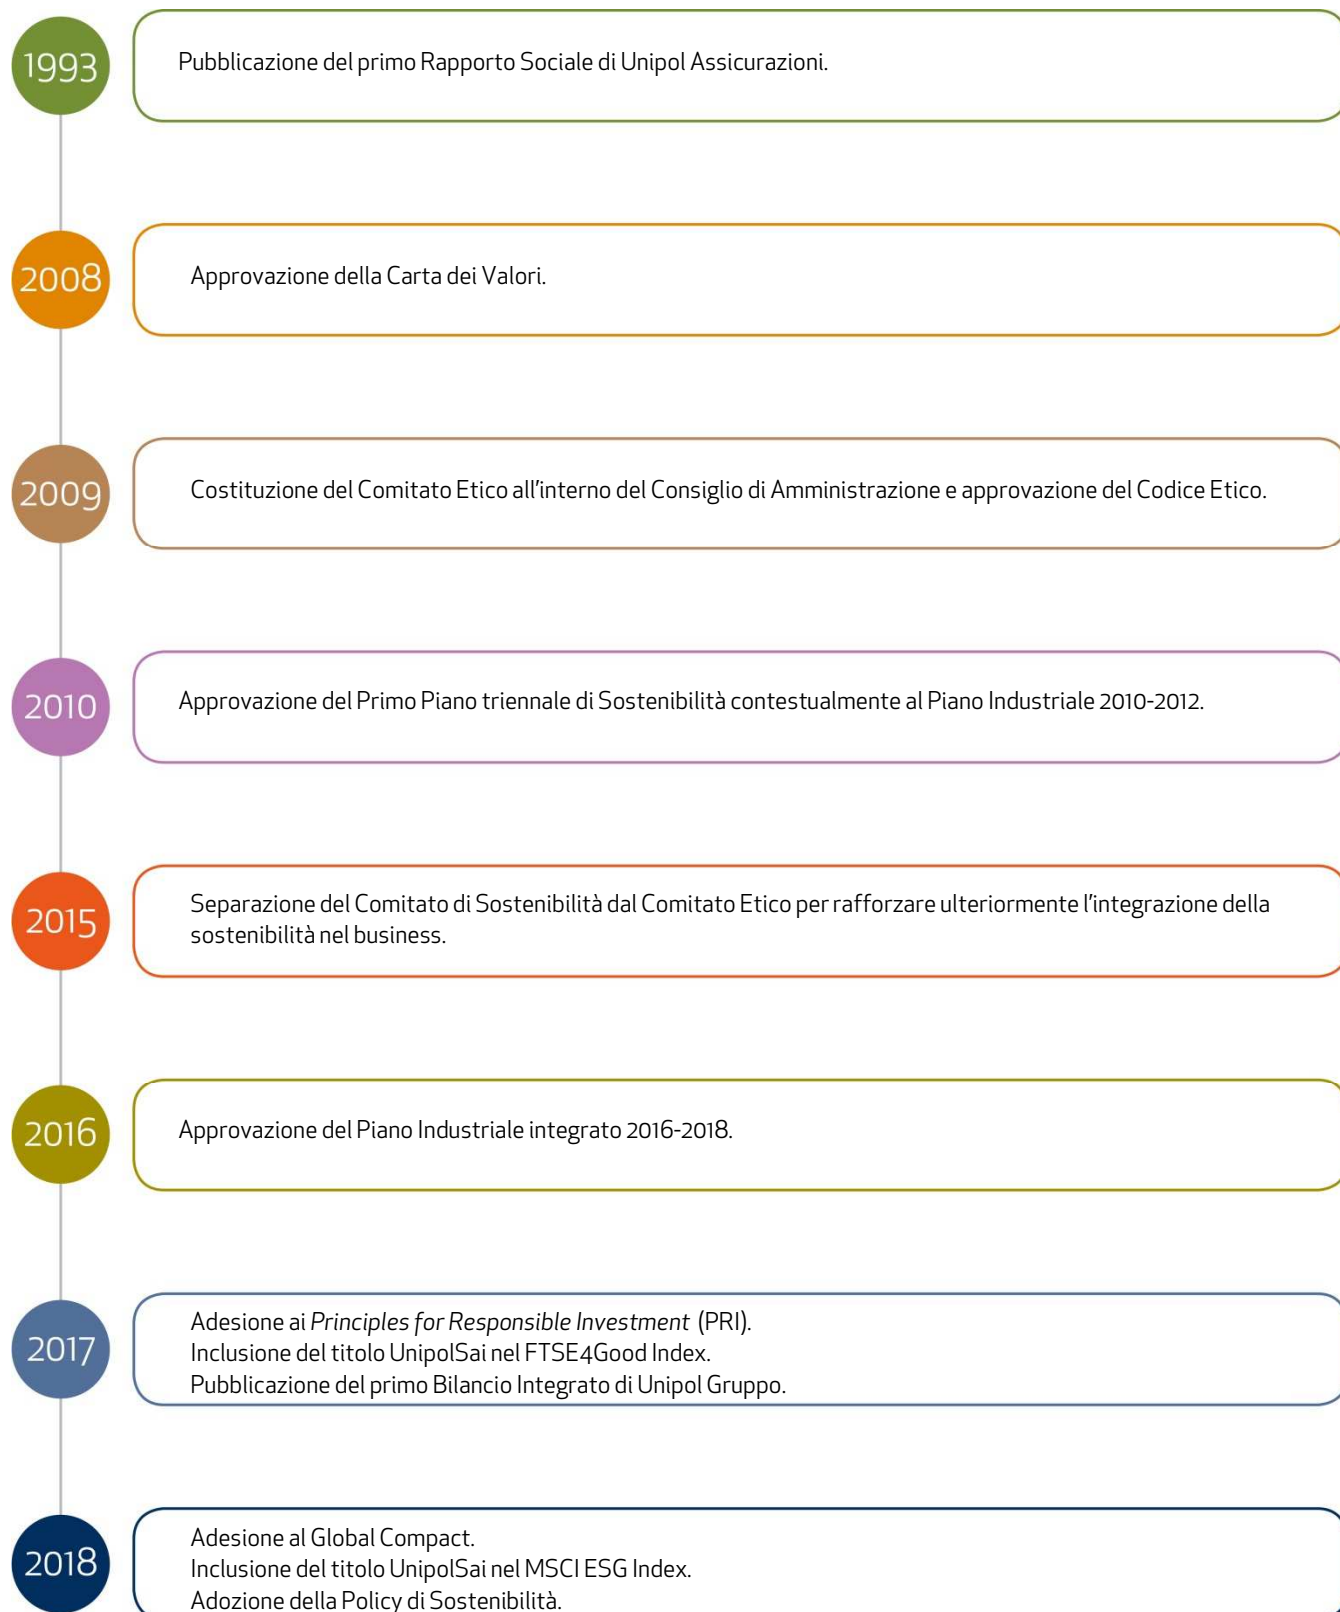 1993
Pubblicazione del primo Rapporto Sociale di Unipol Assicurazioni.
2008
Approvazione della Carta dei Valori.
2009
Costituzione del Comitato Etico all'interno del Consiglio di Amministrazione e approvazione del Codice Etico.
2010
Approvazione del Primo Piano triennale di Sostenibilità contestualmente al Piano Industriale 2010-2012.
2015
Separazione del Comitato di Sostenibilità dal Comitato Etico per rafforzare ulteriormente l'integrazione della
sostenibilità nel business.
2016
Approvazione del Piano Industriale integrato 2016-2018.
2017
Adesione ai Principles for Responsible Investment (PRI).
Inclusione del titolo UnipolSai nel FTSE4Good Index.
Pubblicazione del primo Bilancio Integrato di Unipol Gruppo.
2018
Adesione al Global Compact.
Inclusione del titolo UnipolSai nel MSCI ESG Index.
Adozione della Policy di Sostenibilità.